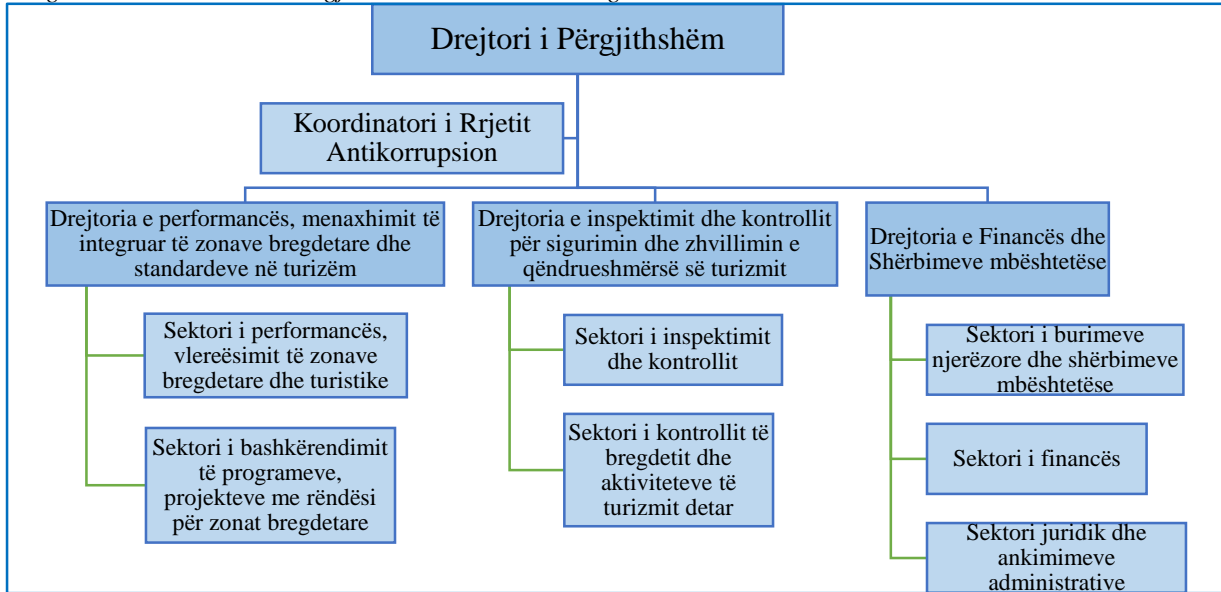 Drejtori i Përgjithshëm
Koordinatori i Rrjetit
Antikorrupsion
Drejtoria e performancës, menaxhimit të
integruar të zonave bregdetare dhe
standardeve në turizëm
Drejtoria e inspektimit dhe kontrollit
për sigurimin dhe zhvillimin e
qëndrueshmërsë së turizmit
Drejtoria e Financës dhe
Shërbimeve mbështetëse
Sektori i performancës,
vlereësimit të zonave
bregdetare dhe turistike
Sektori i bashkërendimit
të programeve,
projekteve me rëndësi
për zonat bregdetare
Sektori i inspektimit
dhe kontrollit
Sektori i kontrollit të
bregdetit dhe
aktiviteteve të
turizmit detar
Sektori i burimeve
njerëzore dhe shërbimeve
mbështetëse
Sektori i financës
Sektori juridik dhe
ankimimeve
administrative